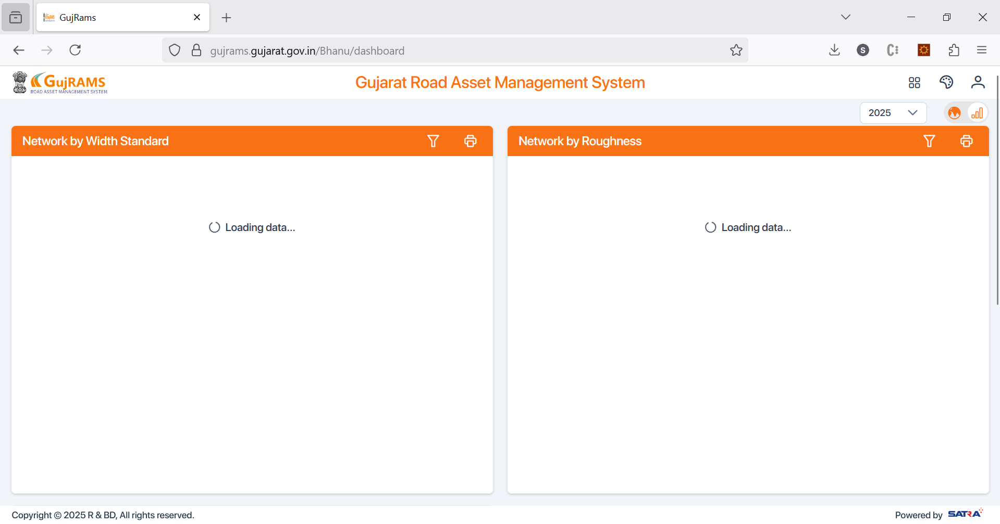 GujRams
gujrams.gujarat.gov.in/Bhanu/dashboard
S
GUJRAMS
ROAD ASSET MANAGEMENT SYSTEM
Gujarat Road Asset Management System
2025
Network by Width Standard
Network by Roughness
Loading data...
Loading data...
Copyright © 2025 R & BD, All rights reserved.
Powered by SATRA